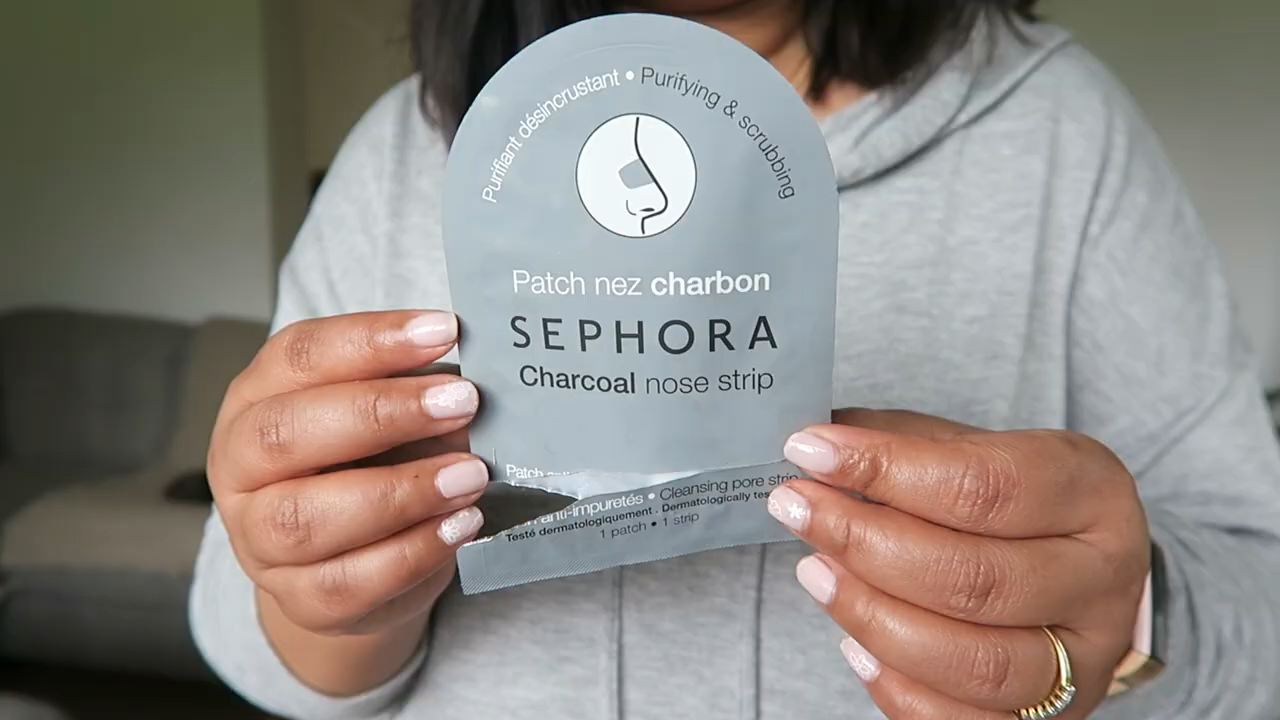 Purifiant désincrustant • Purifying & scrubbing
Patch nez charbon
SEPHORA
Charcoal nose strip
Patch
anti-impuretés • Cleansing pore strip
Testé dermatologiquement . Dermatologically
1 patch • 1 strip